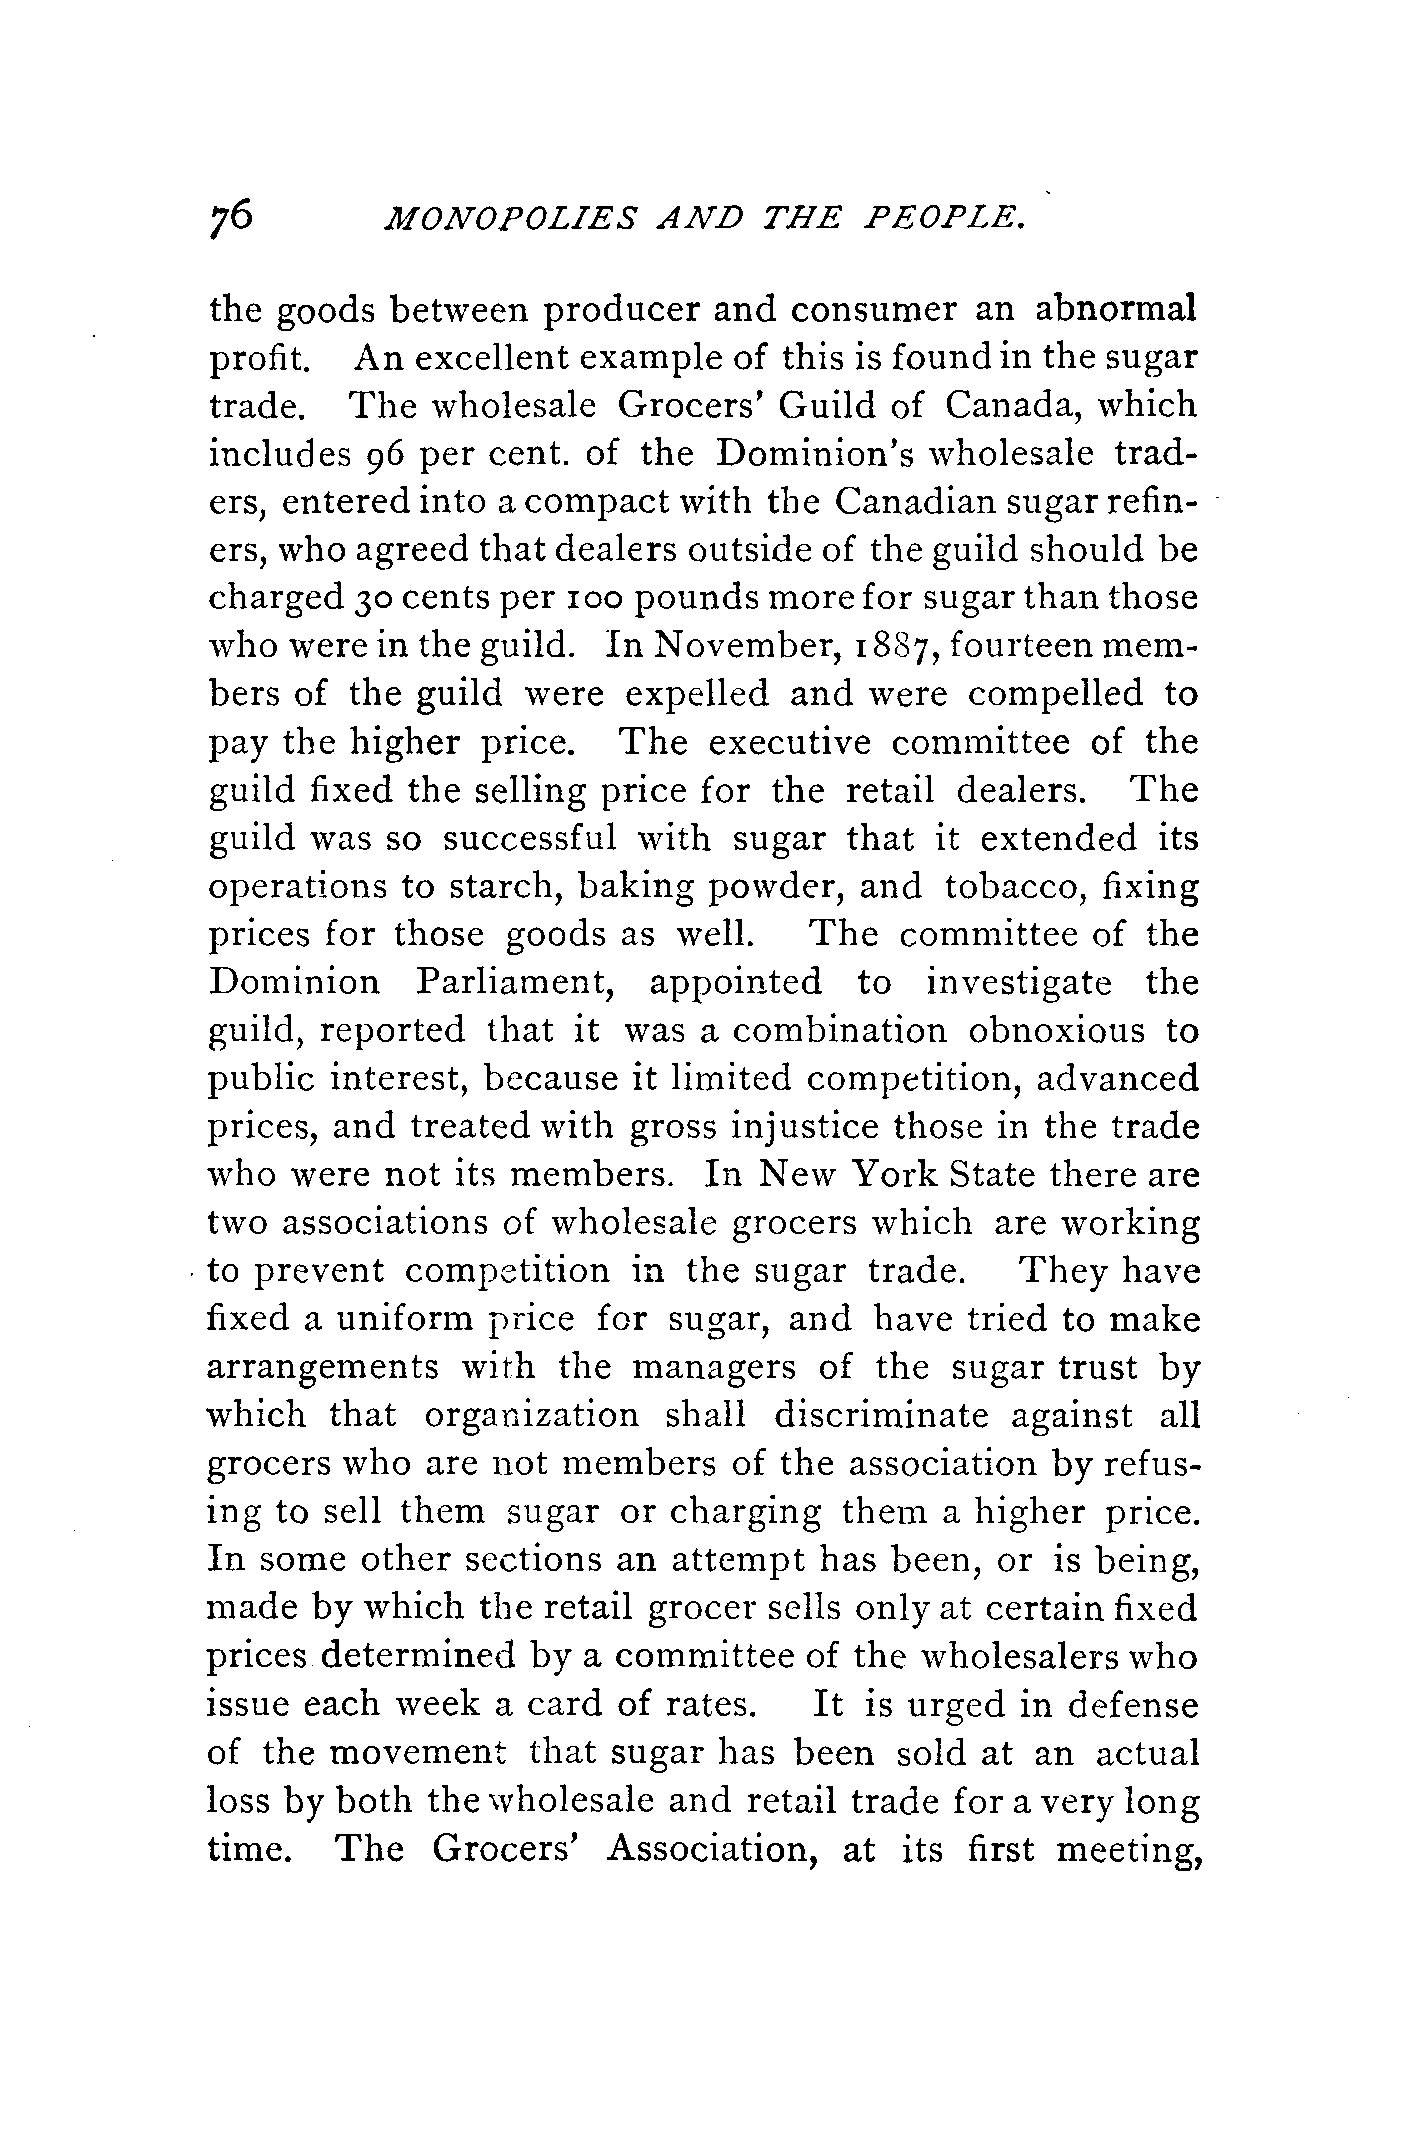 76 MONOPOLIES AND THE PEOPLE.
the goods between producer and consumer an abnormal
profit. An excellent example of this is found in the sugar
trade. The wholesale Grocers' Guild of Canada, which
includes 96 per cent. of the Dominion's wholesale trad-
ers, entered into a compact with the Canadian sugar refin-
ers, who agreed that dealers outside of the guild should be
charged 30 cents per 100 pounds more for sugar than those
who were in the guild. In November, 1887, fourteen mem-
bers of the guild were expelled and were compelled to
pay the higher price. The executive committee of the
guild fixed the selling price for the retail dealers. The
guild was so successful with sugar that it extended its
operations to starch, baking powder, and tobacco, fixing
prices for those goods as well. The committee of the
Dominion Parliament, appointed to investigate the
guild, reported that it was a combination obnoxious to
public interest, because it limited competition, advanced
prices, and treated with gross injustice those in the trade
who were not its members. In New York State there are
two associations of wholesale grocers which are working
to prevent competition in the sugar trade. They have
fixed a uniform price for sugar, and have tried to make
arrangements with the managers of the sugar trust by
which that organization shall discriminate against all
grocers who are not members of the association by refus-
ing to sell them sugar or charging them a higher price.
In some other sections an attempt has been, or is being,
made by which the retail grocer sells only at certain fixed
prices determined by a committee of the wholesalers who
issue each week a card of rates. It is urged in defense
of the movement that sugar has been sold at an actual
loss by both the wholesale and retail trade for a very long
time. The Grocers' Association, at its first meeting,